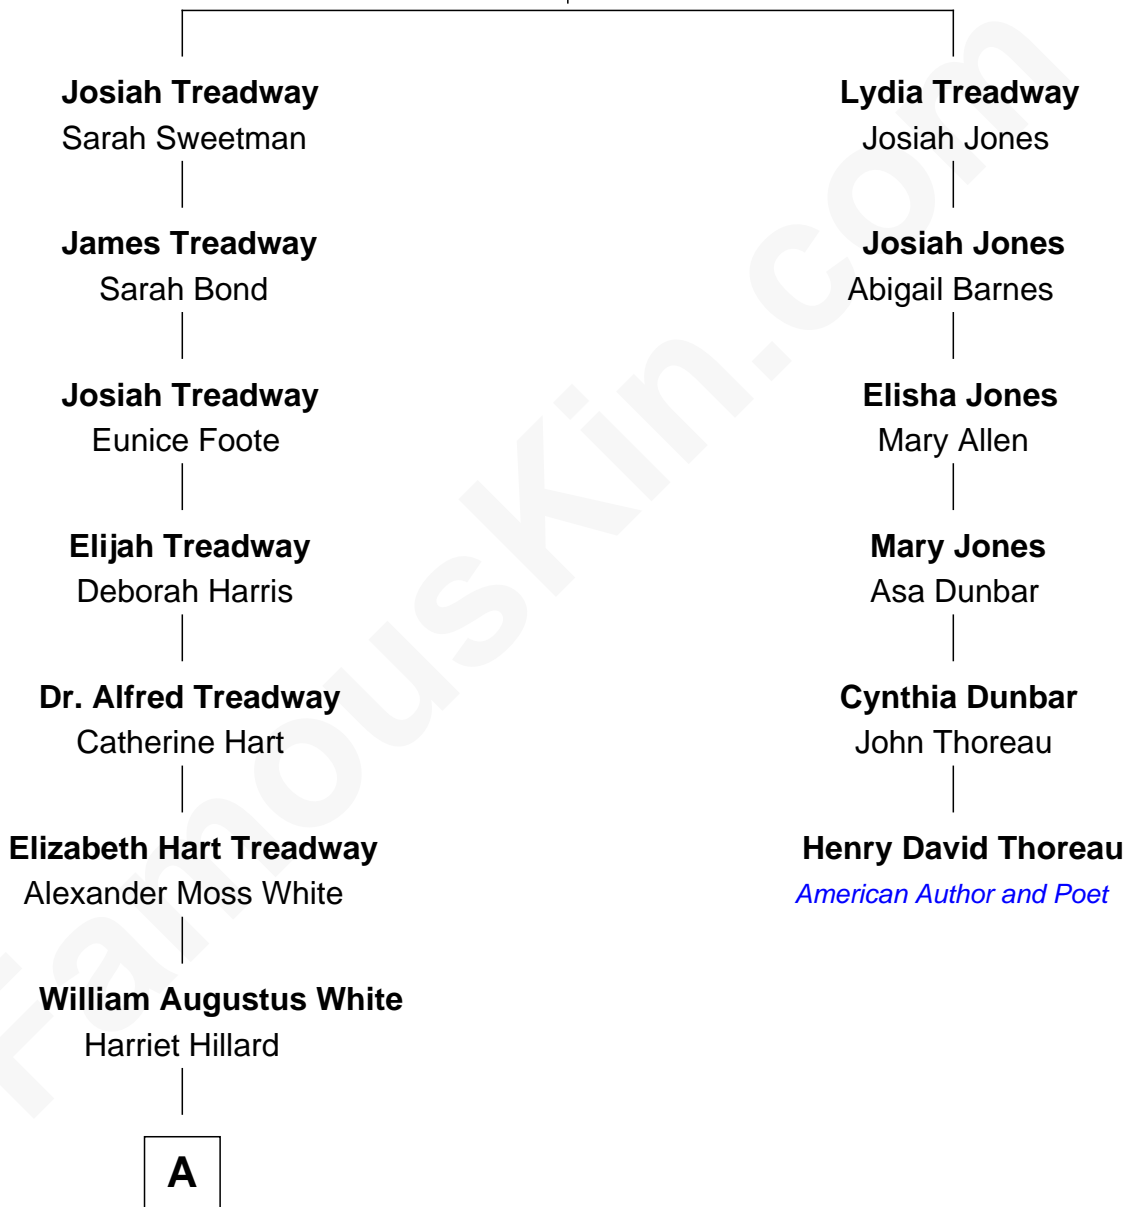 Josiah Treadway
Sarah Sweetman
James Treadway
Sarah Bond
Josiah Treadway
Eunice Foote
Elijah Treadway
Deborah Harris
Dr. Alfred Treadway
Catherine Hart
Elizabeth Hart Treadway
Alexander Moss White
William Augustus White
Harriet Hillard
A
Lydia Treadway
Josiah Jones
Josiah Jones
Abigail Barnes
Elisha Jones
Mary Allen
Mary Jones
Asa Dunbar
Cynthia Dunbar
John Thoreau
Henry David Thoreau
American Author and Poet
FamousKin.com